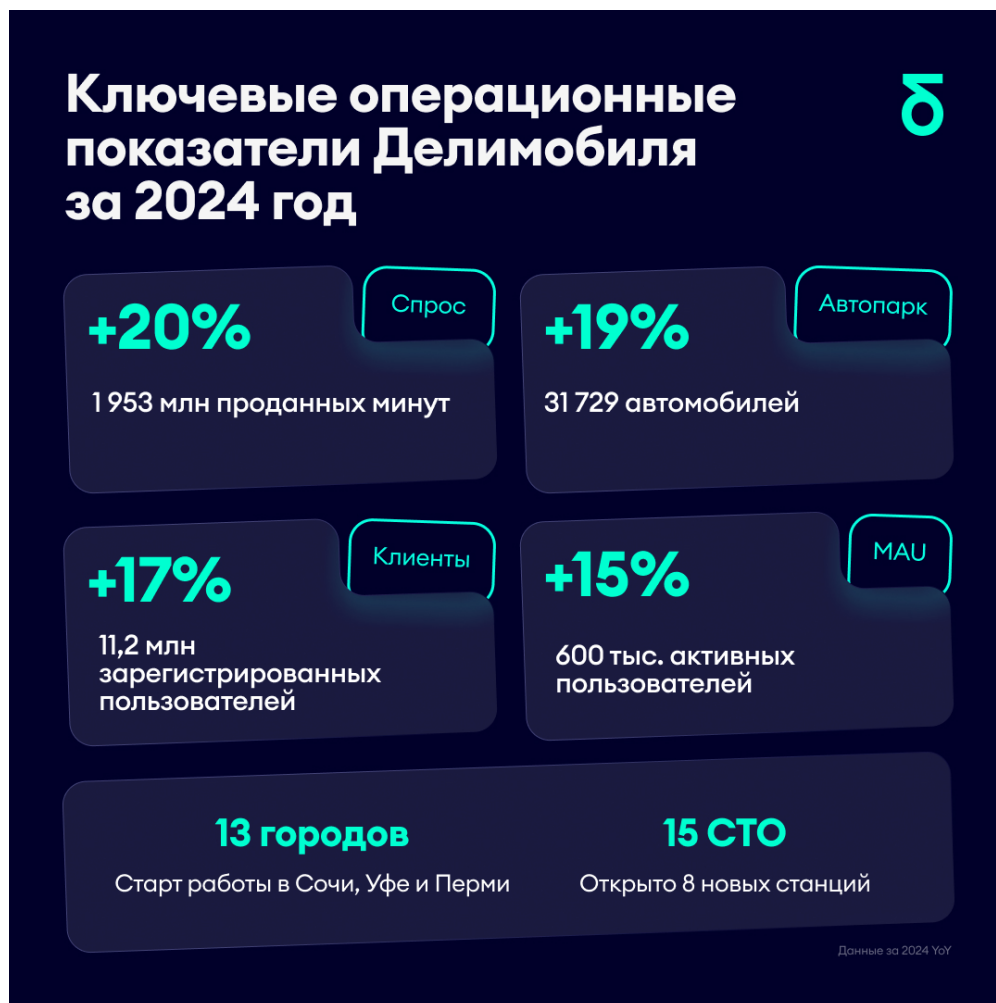 Ключевые операционные
показатели Делимобиля
за 2024 год
+20%
Спрос
1 953 млн проданных минут
+19%
Автопарк
31 729 автомобилей
+17%
Клиенты
11,2 млн
зарегистрированных
пользователей
+15%
MAU
600 тыс. активных
пользователей
13 городов
Старт работы в Сочи, Уфе и Перми
15 СТО
Открыто 8 новых станций
Данные за 2024 YoY